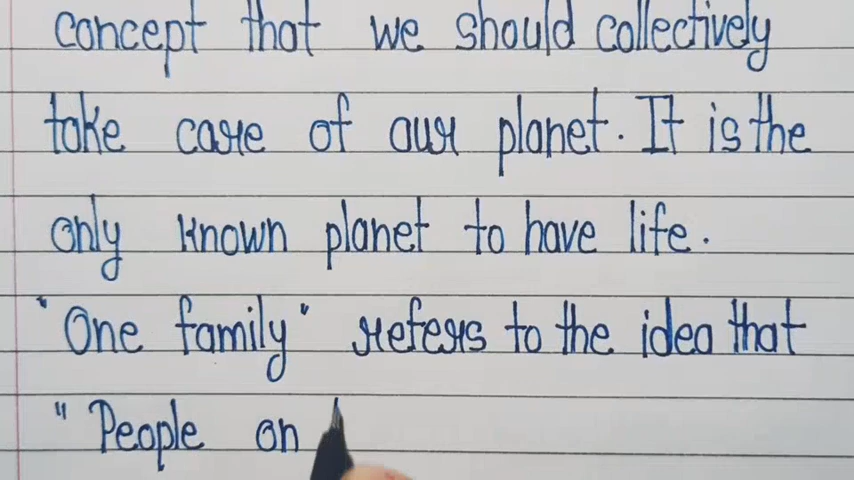 concept that we should collectively
take care of our planet. It is the
only known planet to have life.
"One family" refers to the idea that
"People on